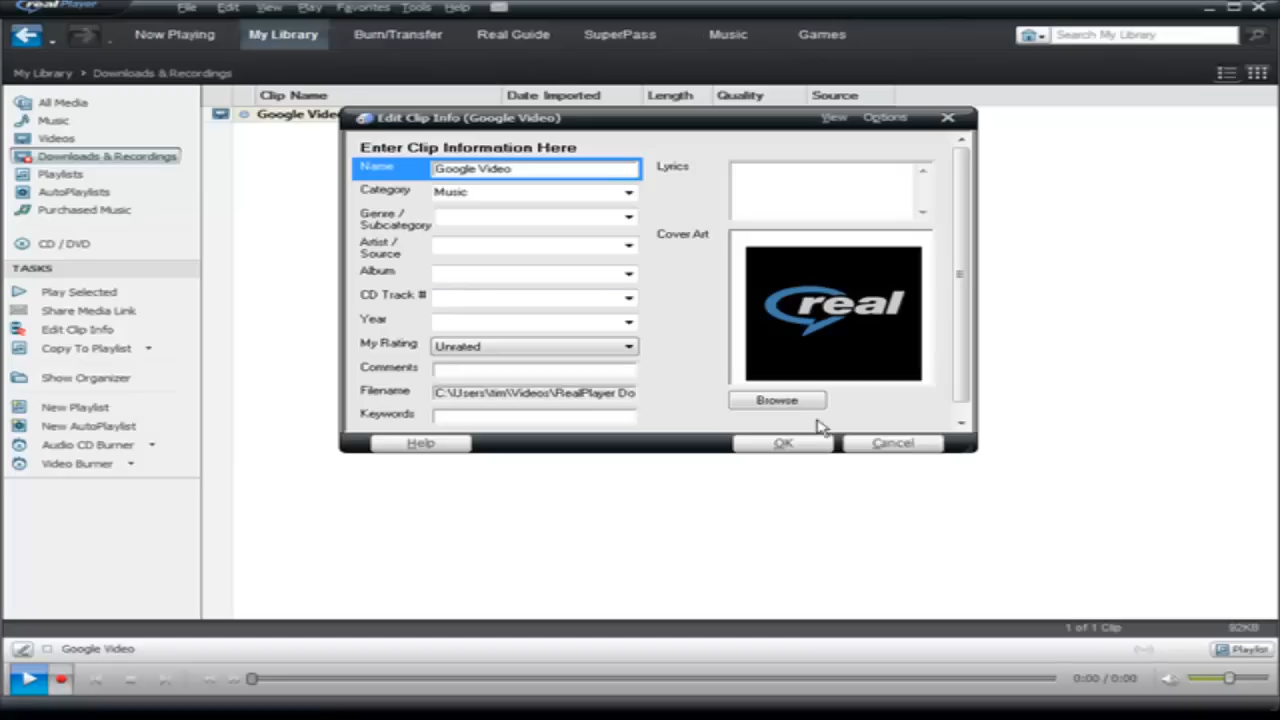 realPlayer File Edit View Play Favorites Tools Help
Now Playing My Library Burn/Transfer Real Guide SuperPass Music Games Search My Library
My Library > Downloads & Recordings
Clip Name Date Imported Length Quality Source
All Media
Music
Videos
Downloads & Recordings
Playlists
AutoPlaylists
Purchased Music
CD / DVD
TASKS
Play Selected
Share Media Link
Edit Clip Info
Copy To Playlist
Show Organizer
New Playlist
New AutoPlaylist
Audio CD Burner
Video Burner
Google Video
Edit Clip Info (Google Video) View Options
Enter Clip Information Here
Name Google Video
Category Music
Genre /
Subcategory
Artist /
Source
Album
CD Track #
Year
My Rating Unrated
Comments
Filename C:\Users\tim\Videos\RealPlayer Do
Keywords
Lyrics
Cover Art
real
Browse
Help OK Cancel
1 of 1 Clip 92KB
Google Video Playlist
0:00 / 0:00